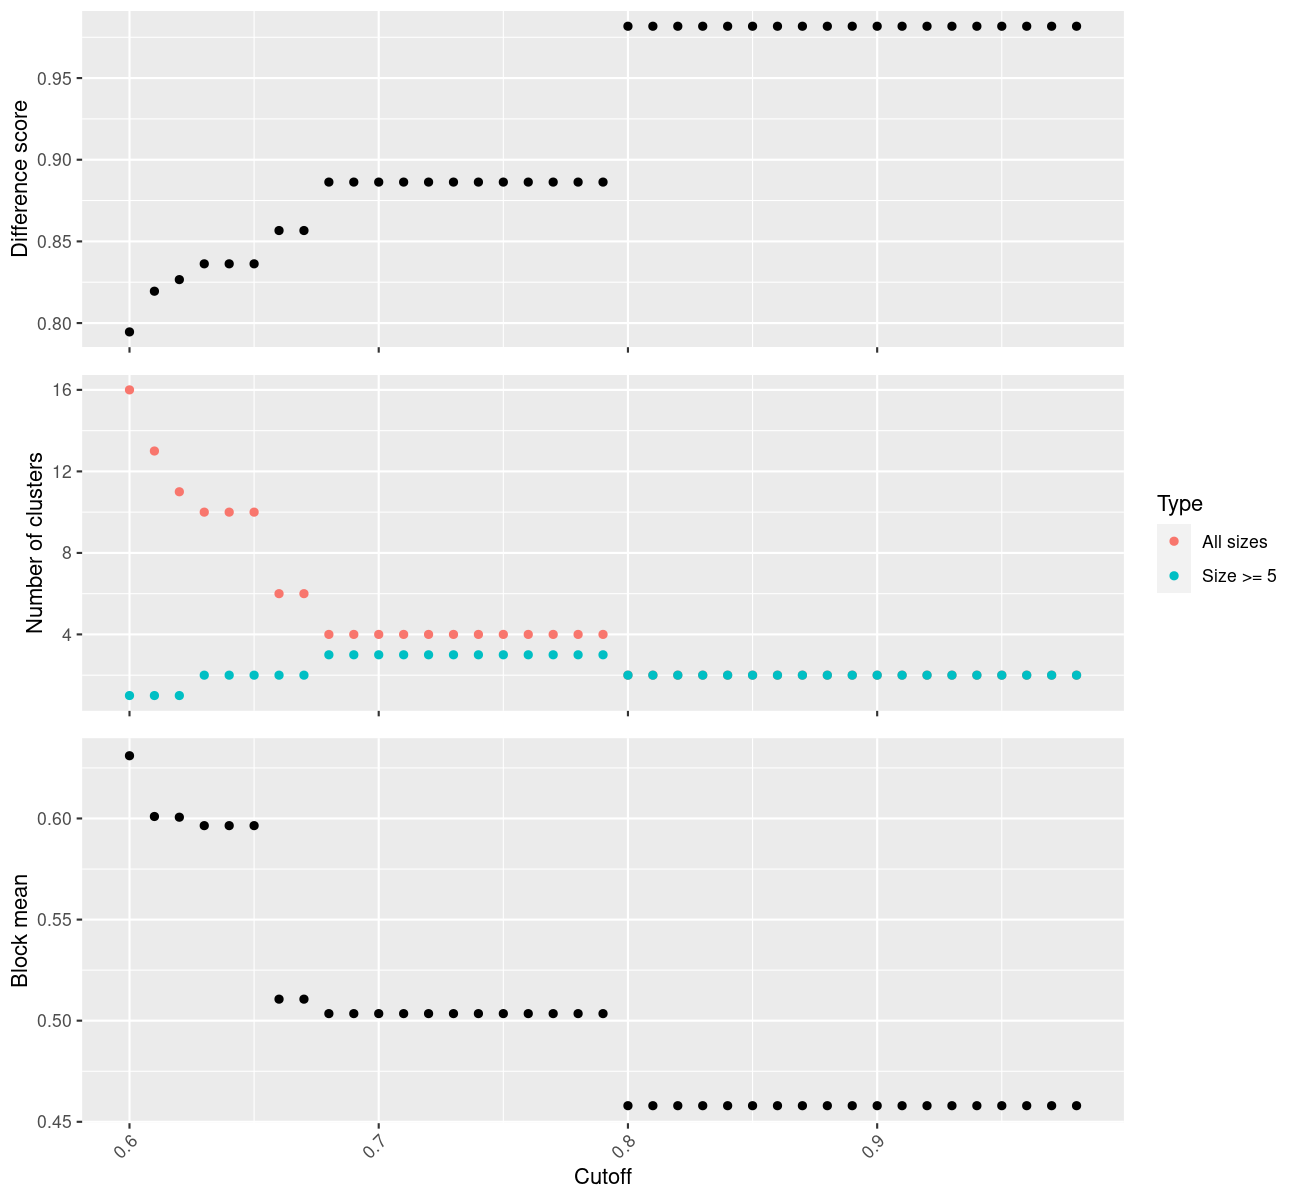 Difference score
0.95
0.90
0.85
0.80
Number of clusters
16
12
8
4
Type
All sizes
Size >= 5
Block mean
0.60
0.55
0.50
0.45
0.6
0.7
0.8
0.9
Cutoff